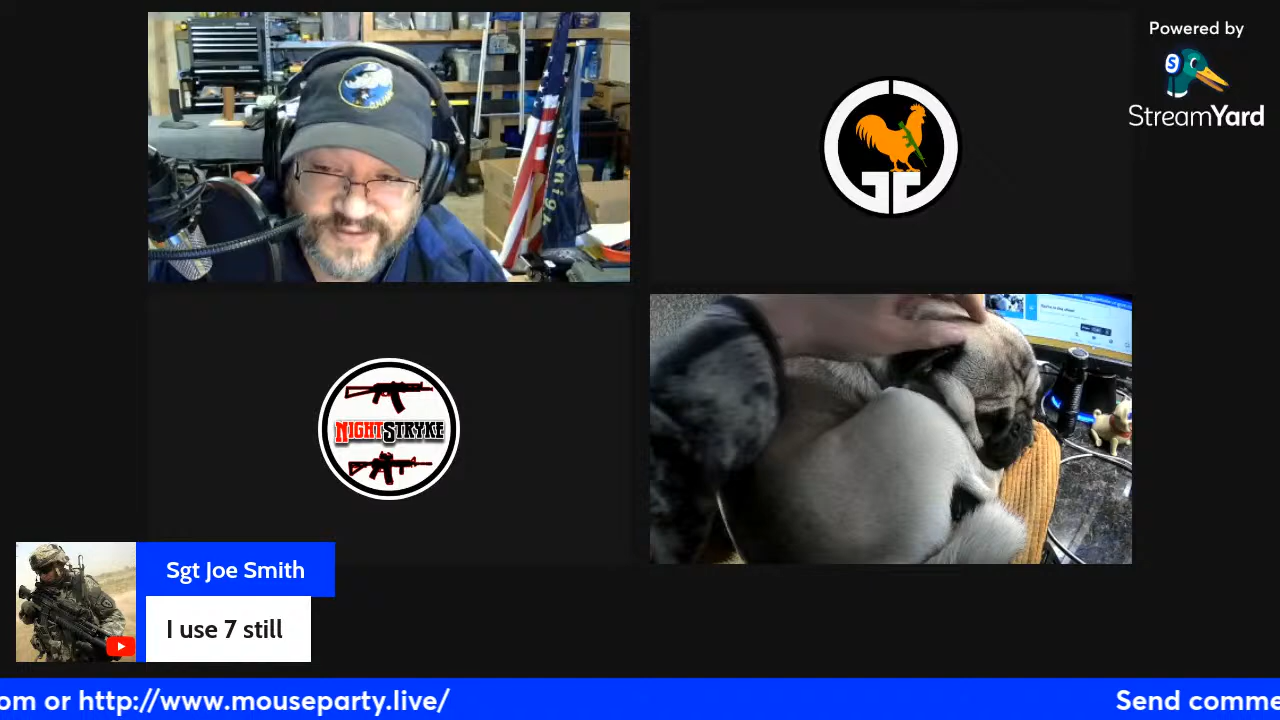 Powered by
StreamYard
NIGHTSTRYKE
Sgt Joe Smith
I use 7 still
om or http://www.mouseparty.live/
Send comme